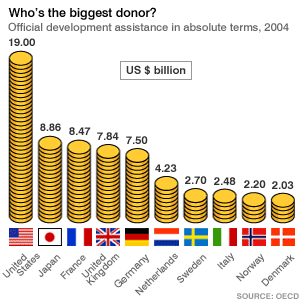 Who's the biggest donor?
Official development assistance in absolute terms, 2004
US $ billion
19.00
8.86
8.47
7.84
7.50
4.23
2.70
2.48
2.20
2.03
United States
Japan
France
United Kingdom
Germany
Netherlands
Sweden
Italy
Norway
Denmark
SOURCE: OECD